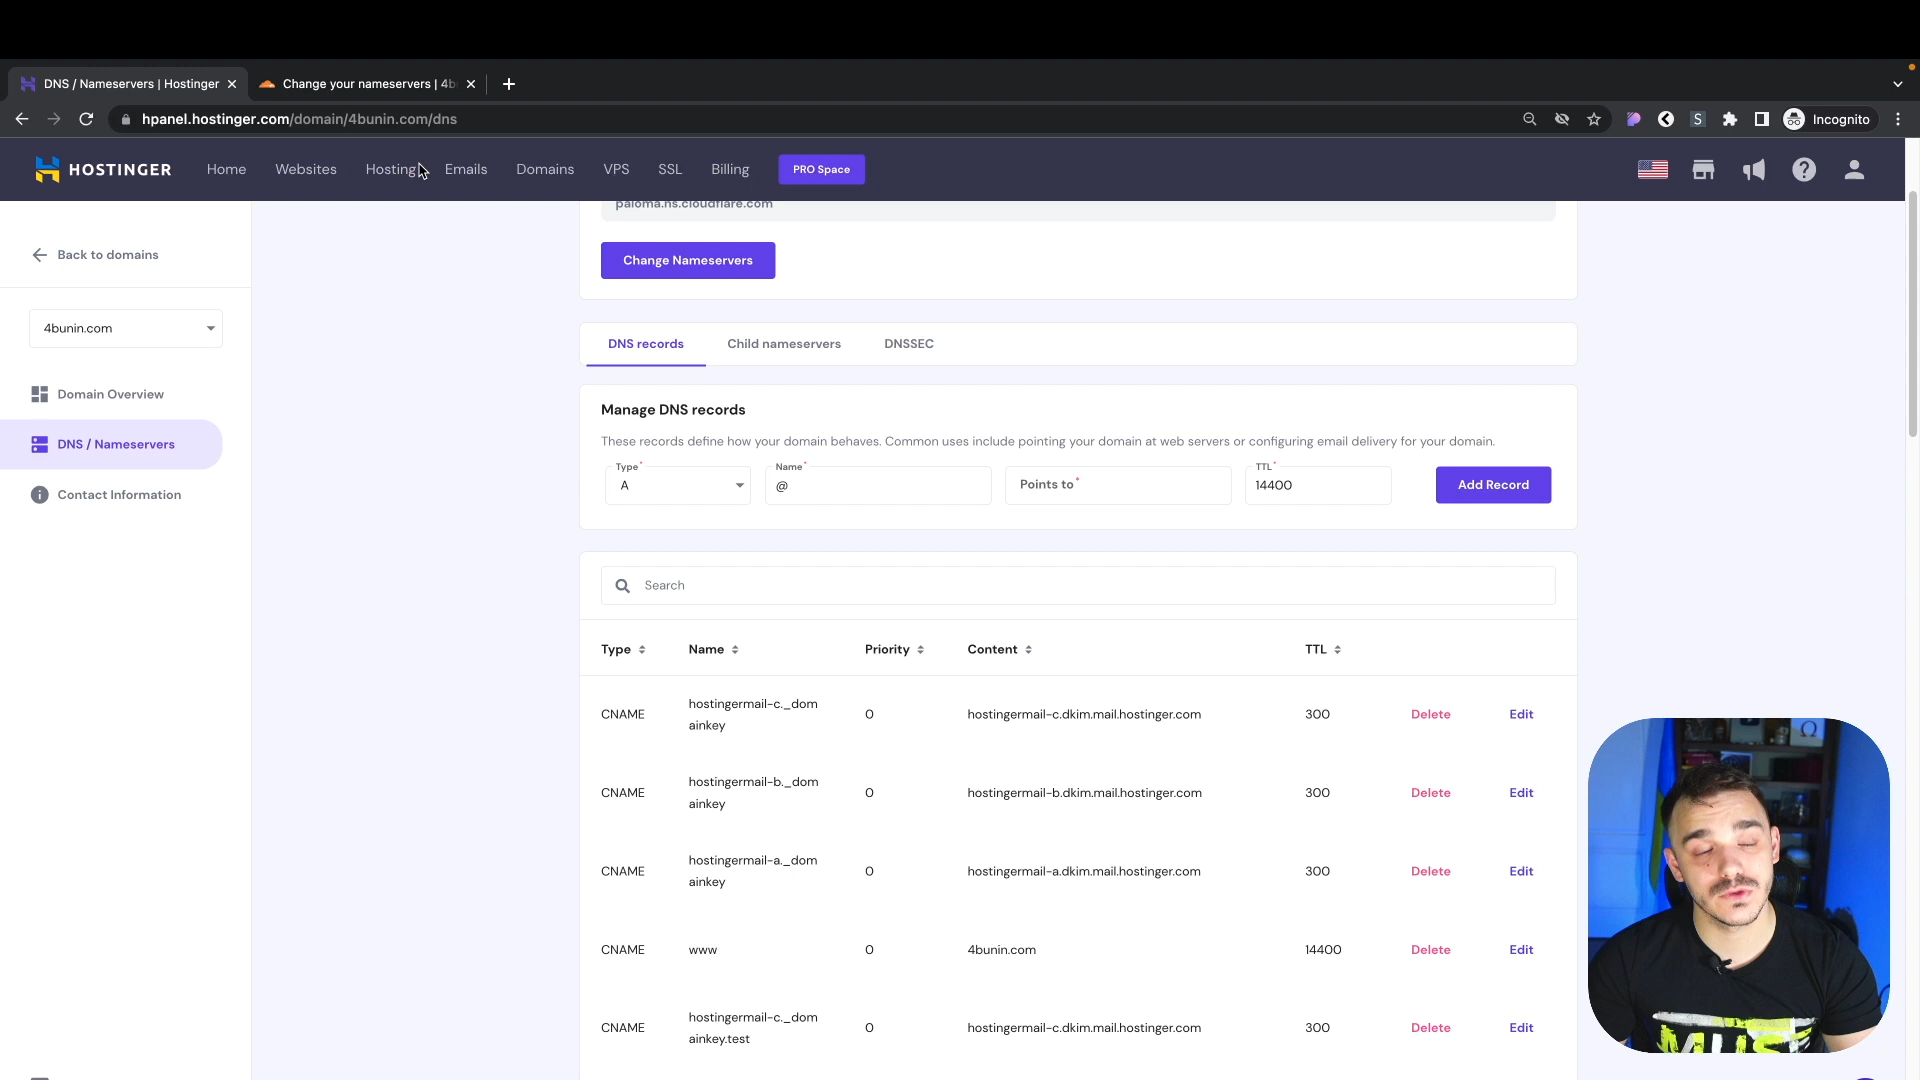 DNS / Nameservers | Hostinger
Change your nameservers | 4b
hpanel.hostinger.com/domain/4bunin.com/dns
Incognito
HOSTINGER
Home
Websites
Hosting
Emails
Domains
VPS
SSL
Billing
PRO Space
Back to domains
4bunin.com
Domain Overview
DNS / Nameservers
Contact Information
paloma.ns.cloudflare.com
Change Nameservers
DNS records
Child nameservers
DNSSEC
Manage DNS records
These records define how your domain behaves. Common uses include pointing your domain at web servers or configuring email delivery for your domain.
Type*
A
Name*
@
Points to*
TTL*
14400
Add Record
Search
Type
Name
Priority
Content
TTL
CNAME
hostingermail-c._dom
ainkey
0
hostingermail-c.dkim.mail.hostinger.com
300
Delete
Edit
CNAME
hostingermail-b._dom
ainkey
0
hostingermail-b.dkim.mail.hostinger.com
300
Delete
Edit
CNAME
hostingermail-a._dom
ainkey
0
hostingermail-a.dkim.mail.hostinger.com
300
Delete
Edit
CNAME
www
0
4bunin.com
14400
Delete
Edit
CNAME
hostingermail-c._dom
ainkey.test
0
hostingermail-c.dkim.mail.hostinger.com
300
Delete
Edit